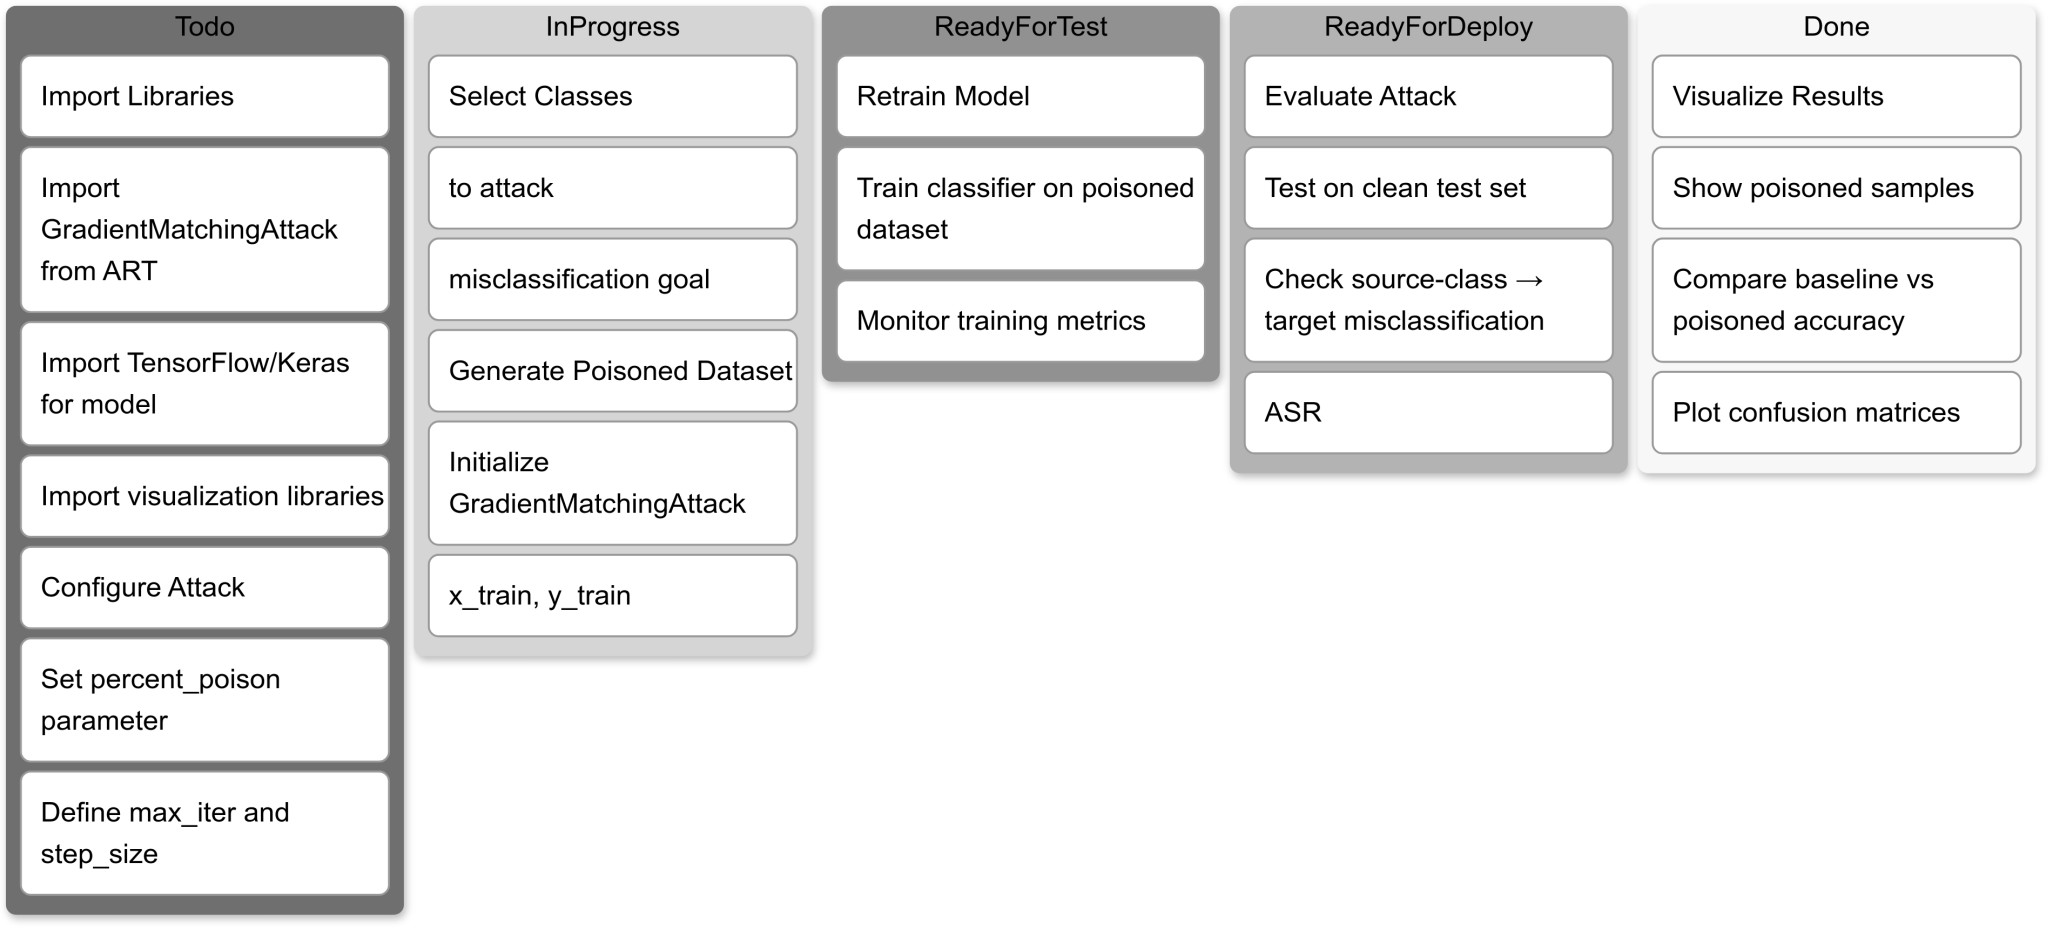 Todo
Import Libraries
Import
GradientMatchingAttack
from ART
Import TensorFlow/Keras
for model
Import visualization libraries
Configure Attack
Set percent_poison
parameter
Define max_iter and
step_size
InProgress
Select Classes
to attack
misclassification goal
Generate Poisoned Dataset
Initialize
GradientMatchingAttack
x_train, y_train
ReadyForTest
Retrain Model
Train classifier on poisoned
dataset
Monitor training metrics
ReadyForDeploy
Evaluate Attack
Test on clean test set
Check source-class →
target misclassification
ASR
Done
Visualize Results
Show poisoned samples
Compare baseline vs
poisoned accuracy
Plot confusion matrices